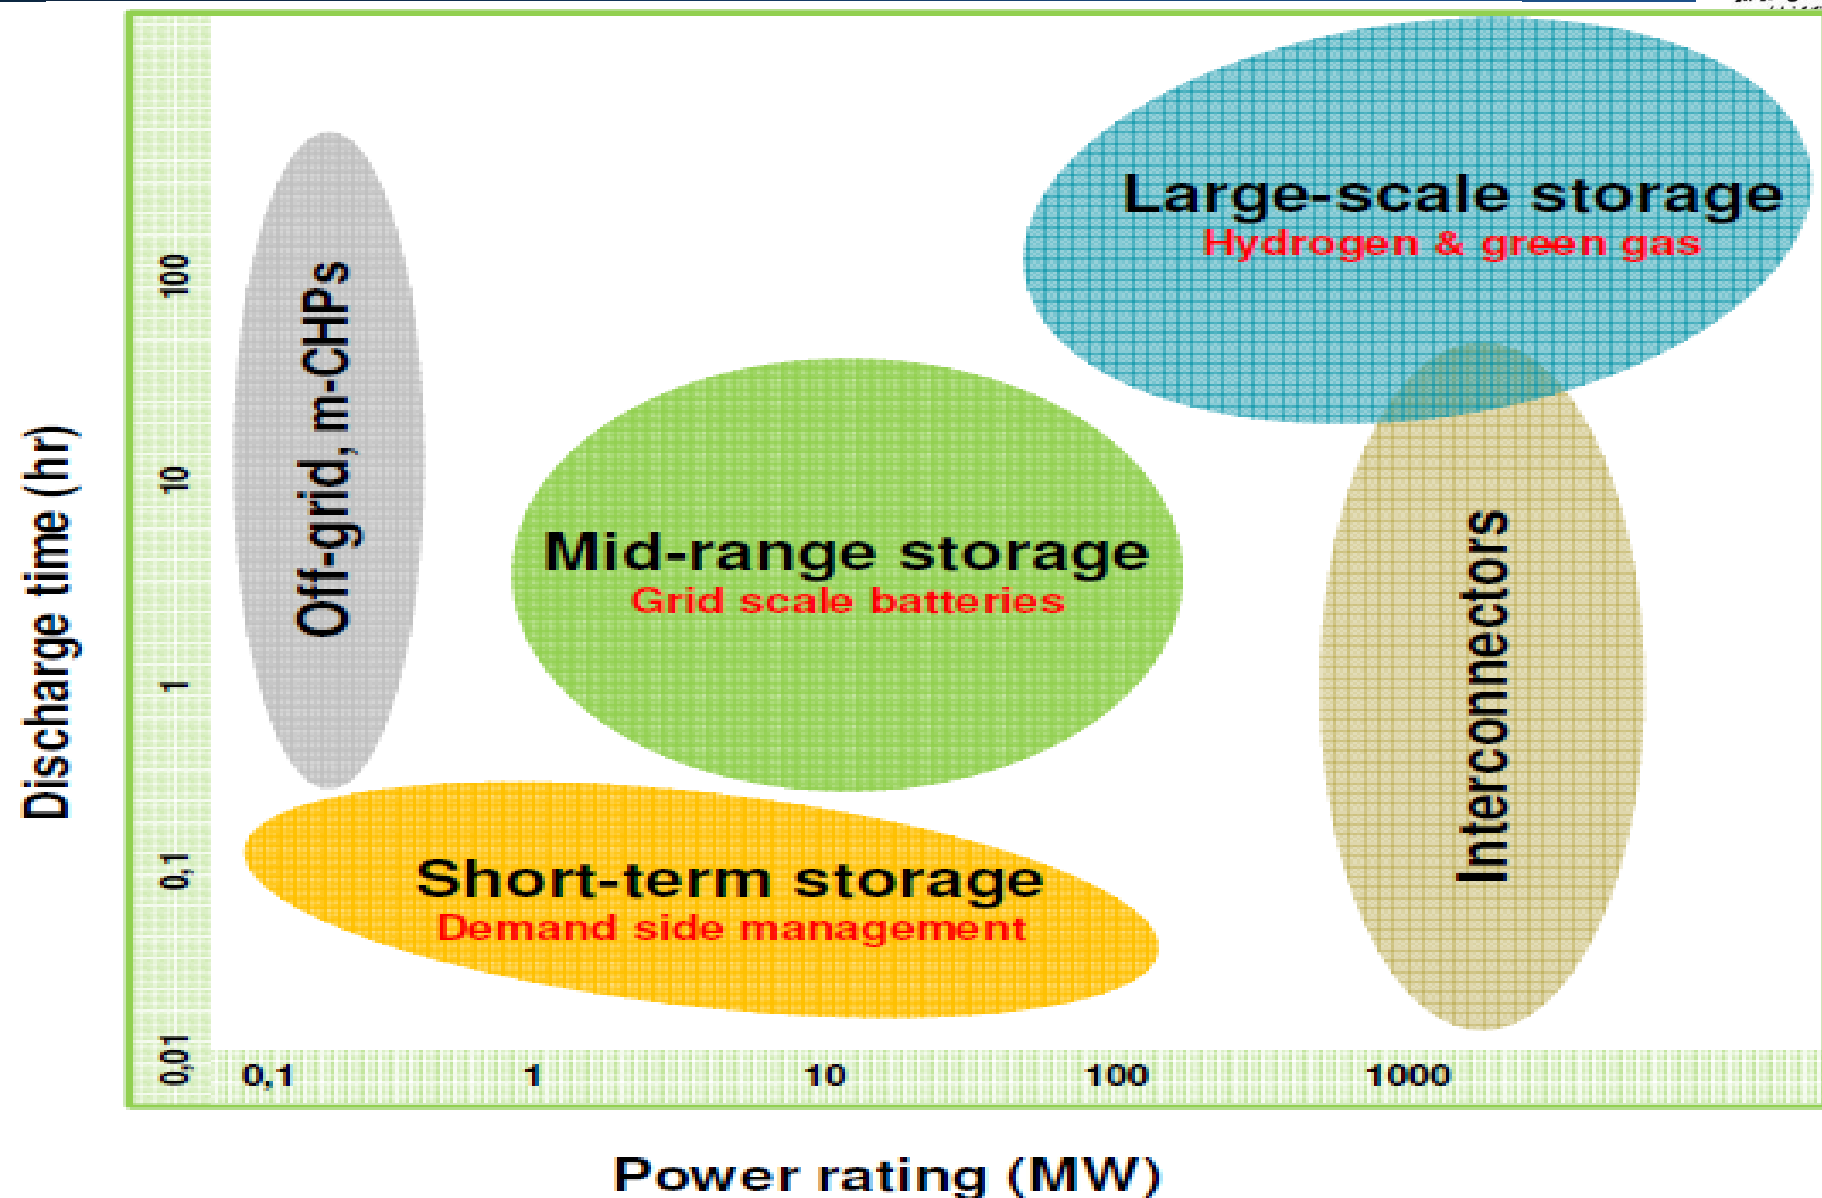 Large-scale storage
Hydrogen & green gas
Off-grid, m-CHPs
Mid-range storage
Grid scale batteries
Interconnectors
Short-term storage
Demand side management
Discharge time (hr)
100
10
1
0,1
0,01
0,1
1
10
100
1000
Power rating (MW)